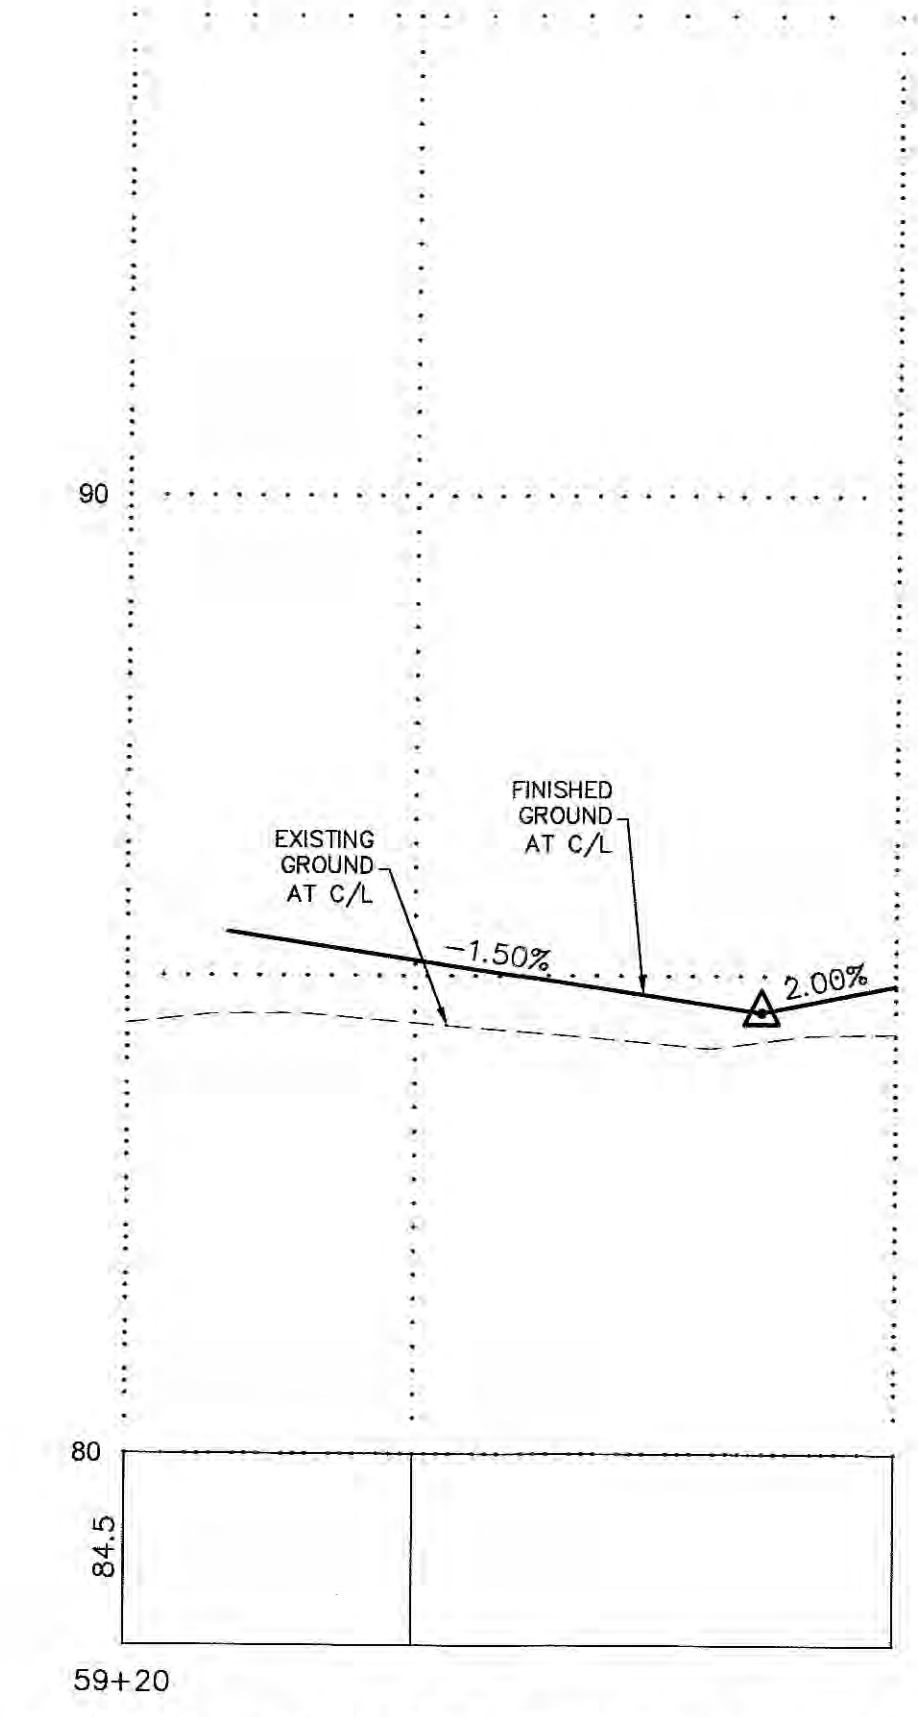 90
FINISHED
GROUND
AT C/L
EXISTING
GROUND
AT C/L
-1.50%
2.00%
80
84.5
59+20